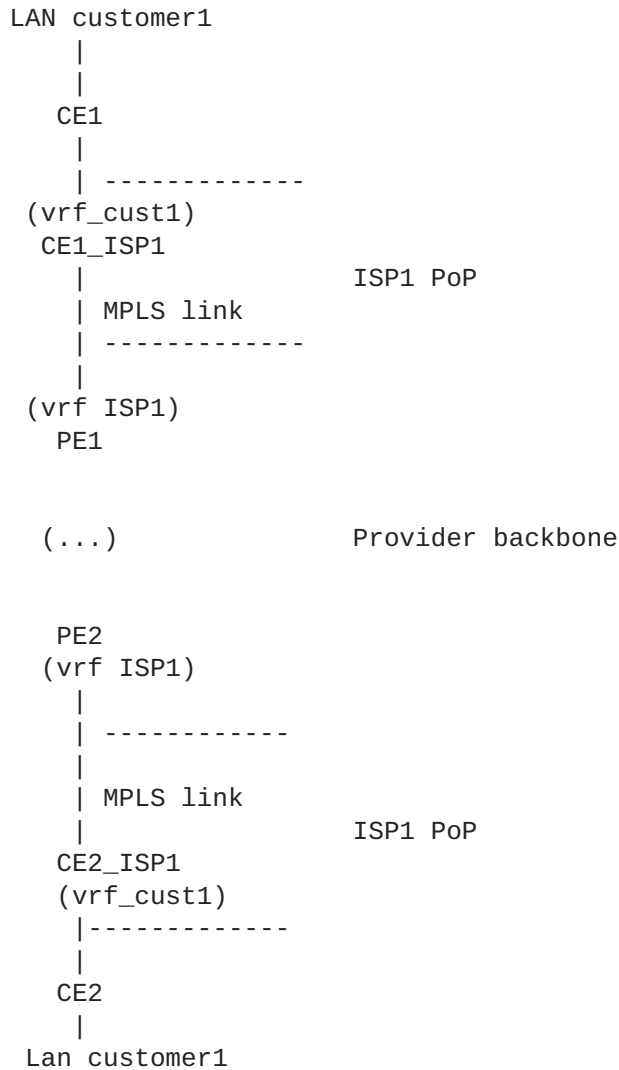 LAN customer1
|
|
CE1
|
| -------------
(vrf_cust1)
CE1_ISP1
| ISP1 PoP
| MPLS link
| -------------
|
(vrf ISP1)
PE1
(...) Provider backbone
PE2
(vrf ISP1)
|
| ------------
|
| MPLS link
| ISP1 PoP
CE2_ISP1
(vrf_cust1)
|-------------
|
CE2
|
Lan customer1